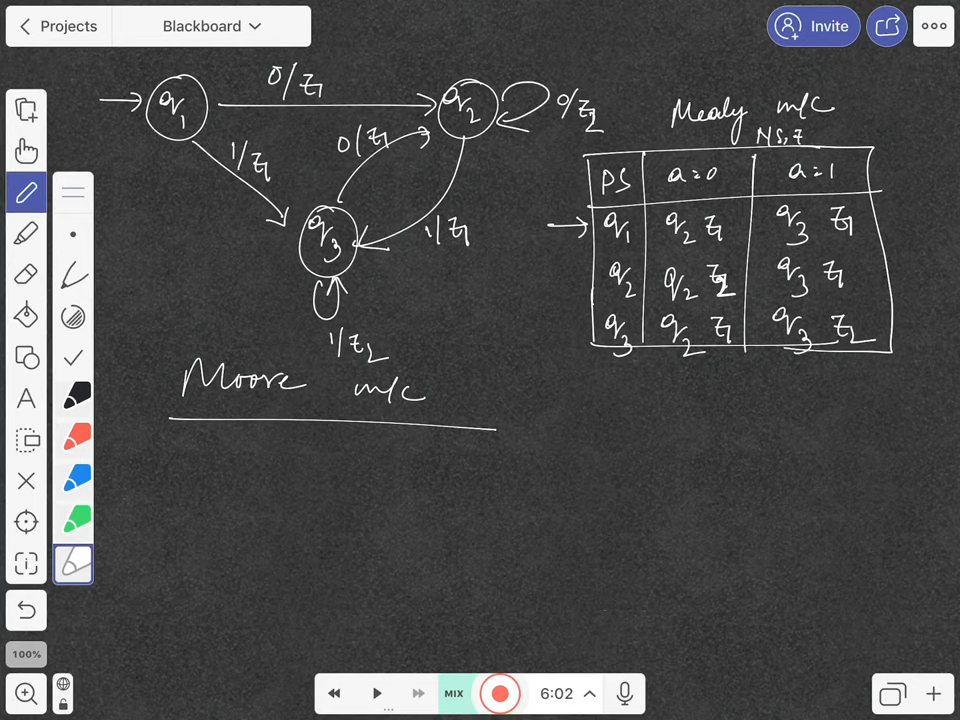 Projects
Blackboard
Invite
0/Z1
q1
q2
0/Z2
0/Z1
1/Z1
q3
1/Z1
1/Z2
Mealy m/c
NS, Z
PS a=0 a=1
q1 q2 Z1 q3 Z1
q2 q2 Z2 q3 Z1
q3 q2 Z1 q3 Z2
Moore m/c
A
100%
MIX
6:02